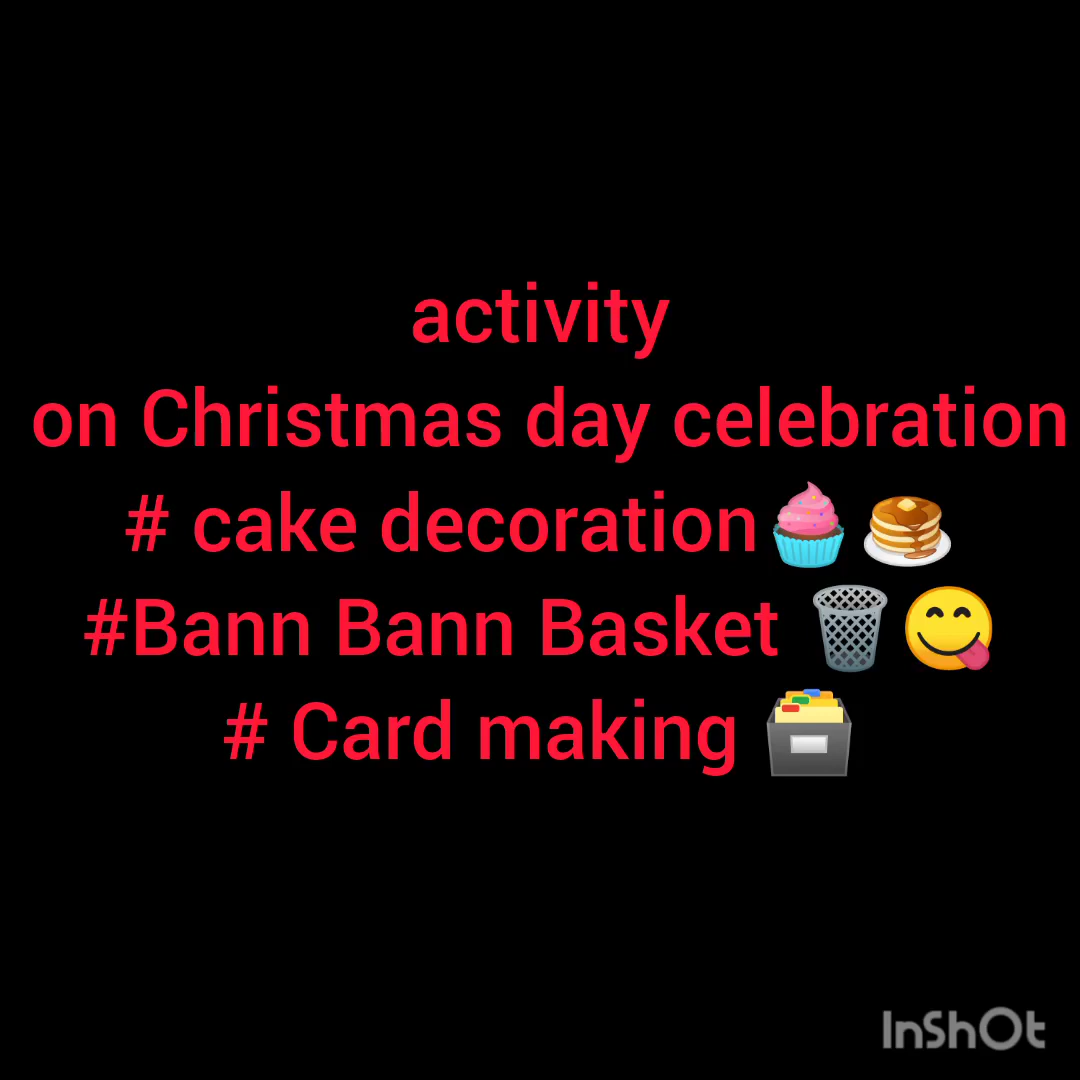 activity
on Christmas day celebration
# cake decoration🧁🥞
#Bann Bann Basket 🗑️😋
# Card making 🗃️
InShOt